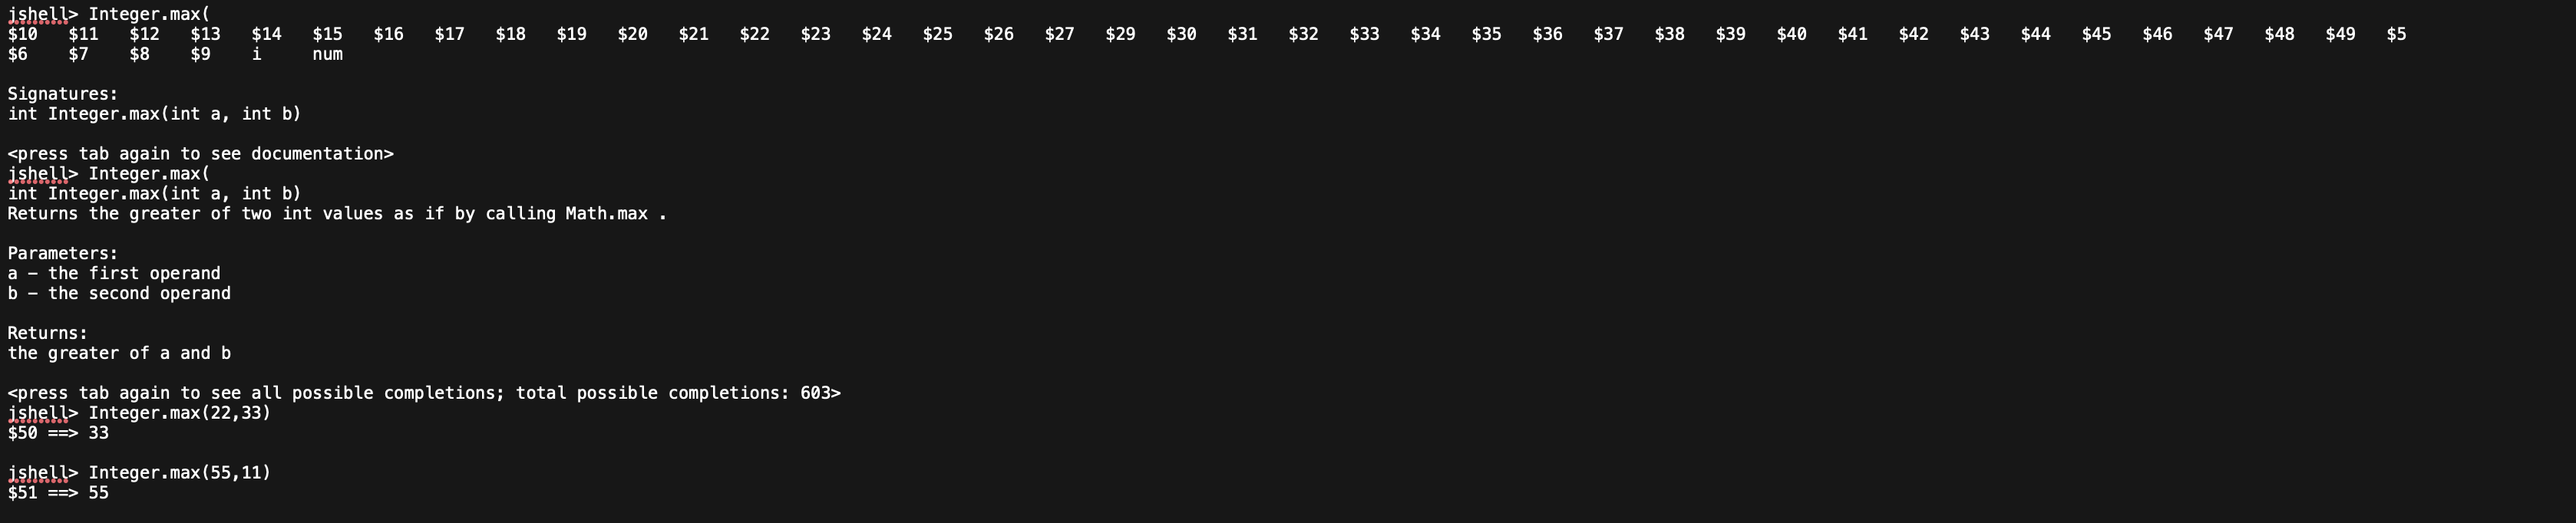 jshell> Integer.max(
$10 $11 $12 $13 $14 $15 $16 $17 $18 $19 $20 $21 $22 $23 $24 $25 $26 $27 $29 $30 $31 $32 $33 $34 $35 $36 $37 $38 $39 $40 $41 $42 $43 $44 $45 $46 $47 $48 $49 $5
$6 $7 $8 $9 i num
Signatures:
int Integer.max(int a, int b)
<press tab again to see documentation>
jshell> Integer.max(
int Integer.max(int a, int b)
Returns the greater of two int values as if by calling Math.max .
Parameters:
a – the first operand
b – the second operand
Returns:
the greater of a and b
<press tab again to see all possible completions; total possible completions: 603>
jshell> Integer.max(22,33)
$50 ==> 33
jshell> Integer.max(55,11)
$51 ==> 55